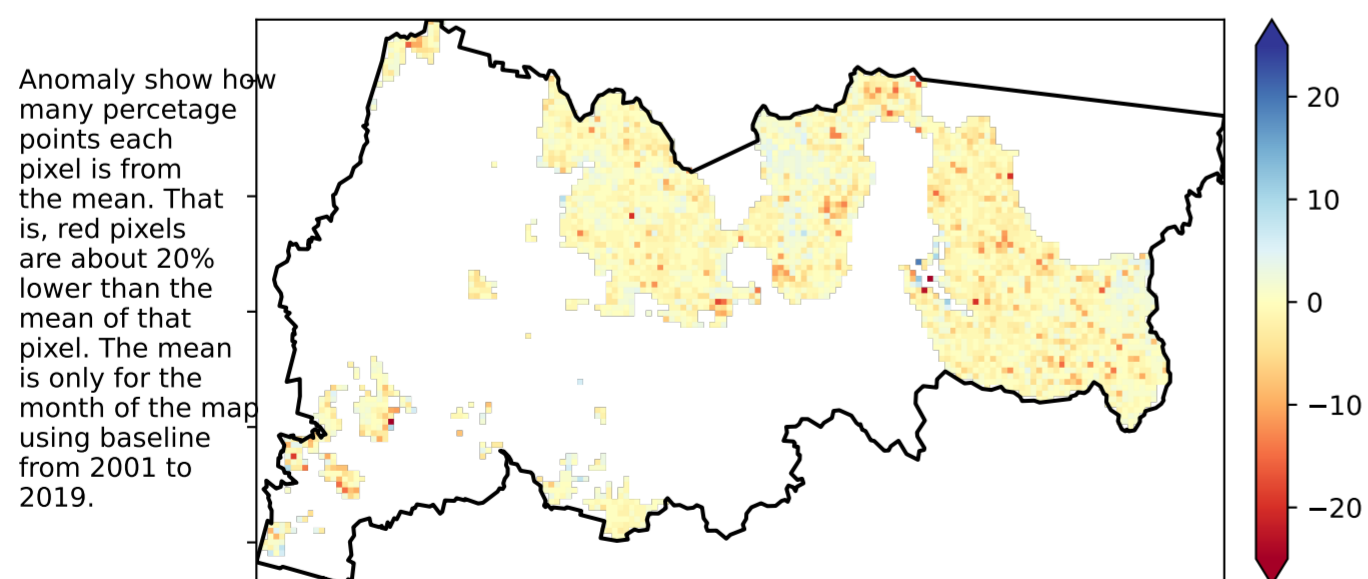 Anomaly show how
many percetage
points each
pixel is from
the mean. That
is, red pixels
are about 20%
lower than the
mean of that
pixel. The mean
is only for the
month of the map
using baseline
from 2001 to
2019.
20
10
0
−10
−20